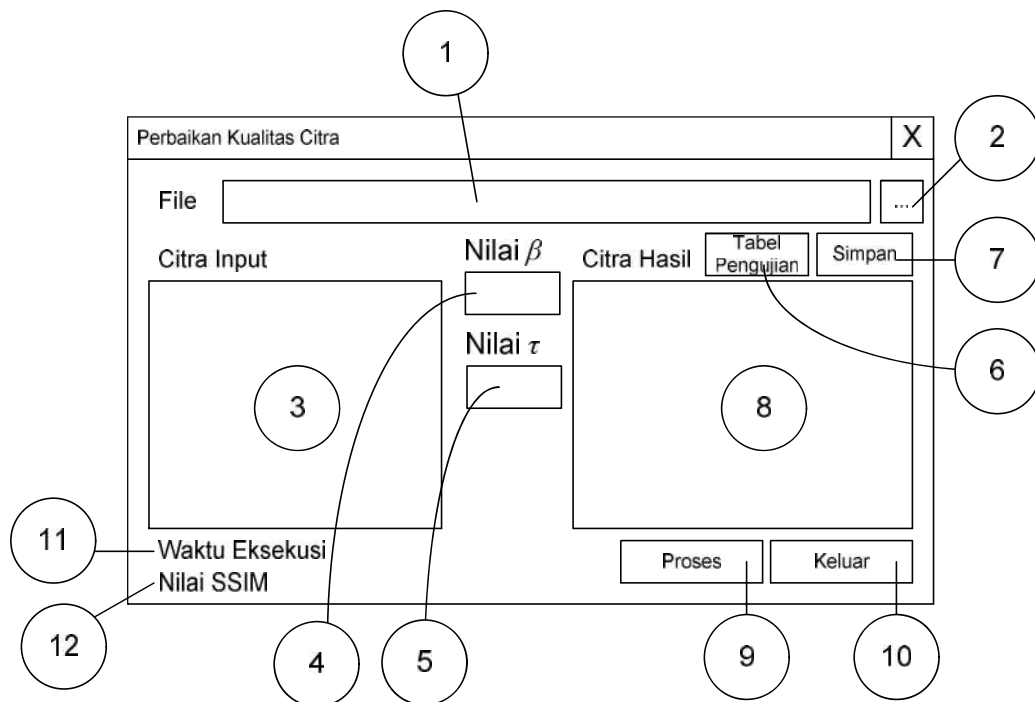 1
Perbaikan Kualitas Citra
X
2
File
...
Citra Input
Nilai β
Citra Hasil
Tabel
Pengujian
Simpan
7
Nilai τ
6
3
8
11
Waktu Eksekusi
Proses
Keluar
Nilai SSIM
12
4
5
9
10